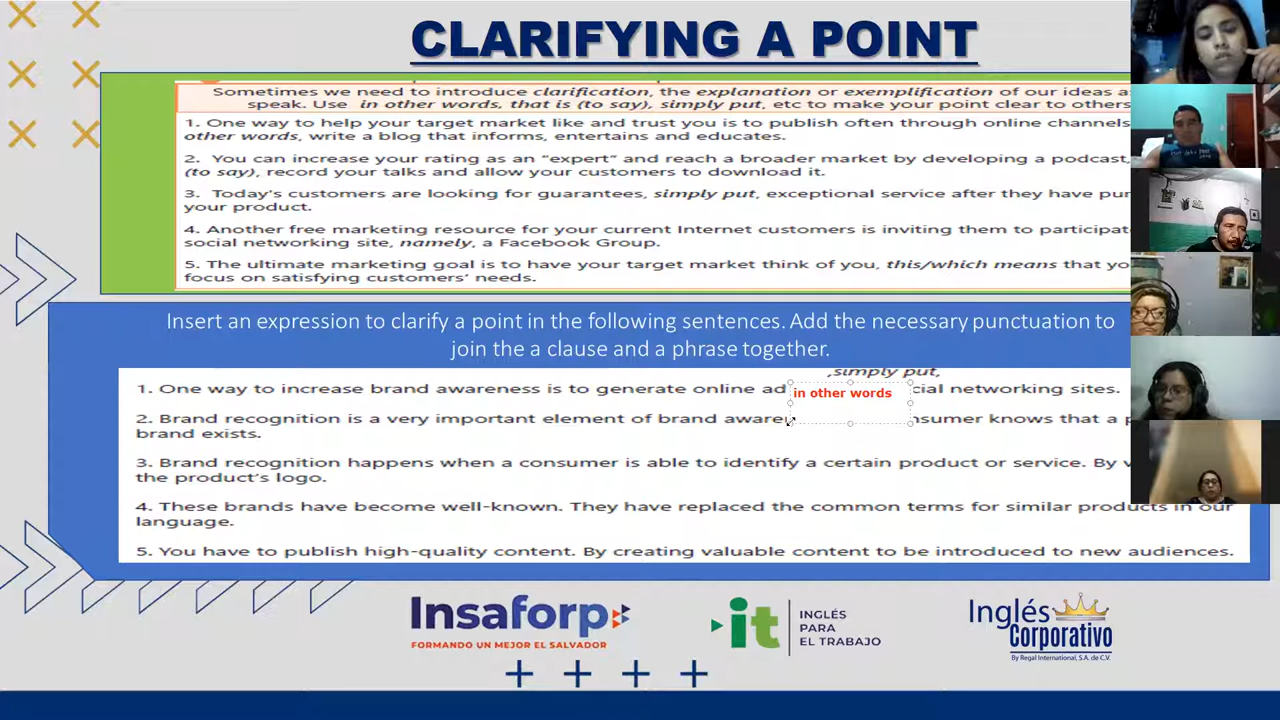 CLARIFYING A POINT
Sometimes we need to introduce clarification, the explanation or exemplification of our ideas
speak. Use in other words, that is (to say), simply put, etc to make your point clear to others
1. One way to help your target market like and trust you is to publish often through online channels
other words, write a blog that informs, entertains and educates.
2. You can increase your rating as an “expert” and reach a broader market by developing a podcast,
(to say), record your talks and allow your customers to download it.
3. Today's customers are looking for guarantees, simply put, exceptional service after they have
your product.
4. Another free marketing resource for your current Internet customers is inviting them to participate
social networking site, namely, a Facebook Group.
5. The ultimate marketing goal is to have your target market think of you, this/which means that
focus on satisfying customers’ needs.
Insert an expression to clarify a point in the following sentences. Add the necessary punctuation to
join the a clause and a phrase together.
,simply put,
1. One way to increase brand awareness is to generate online networking sites.
in other words
2. Brand recognition is a very important element of brand knows that a
brand exists.
3. Brand recognition happens when a consumer is able to identify a certain product or service. By
the product’s logo.
4. These brands have become well-known. They have replaced the common terms for similar products in our
language.
5. You have to publish high-quality content. By creating valuable content to be introduced to new audiences.
Insaforp
FORMANDO UN MEJOR EL SALVADOR
it
INGLÉS
PARA
EL TRABAJO
Inglés
Corporativo
By Regal International, S.A. de C.V.